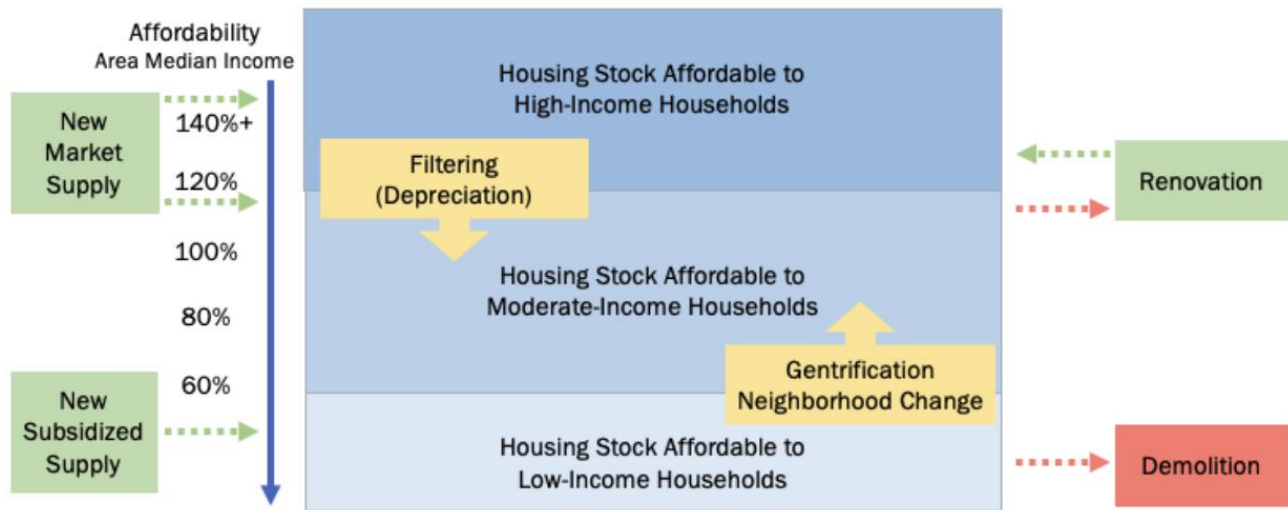 Affordability
Area Median Income
New
Market
Supply
140%+
120%
100%
80%
60%
New
Subsidized
Supply
Housing Stock Affordable to
High-Income Households
Filtering
(Depreciation)
Housing Stock Affordable to
Moderate-Income Households
Gentrification
Neighborhood Change
Housing Stock Affordable to
Low-Income Households
Renovation
Demolition